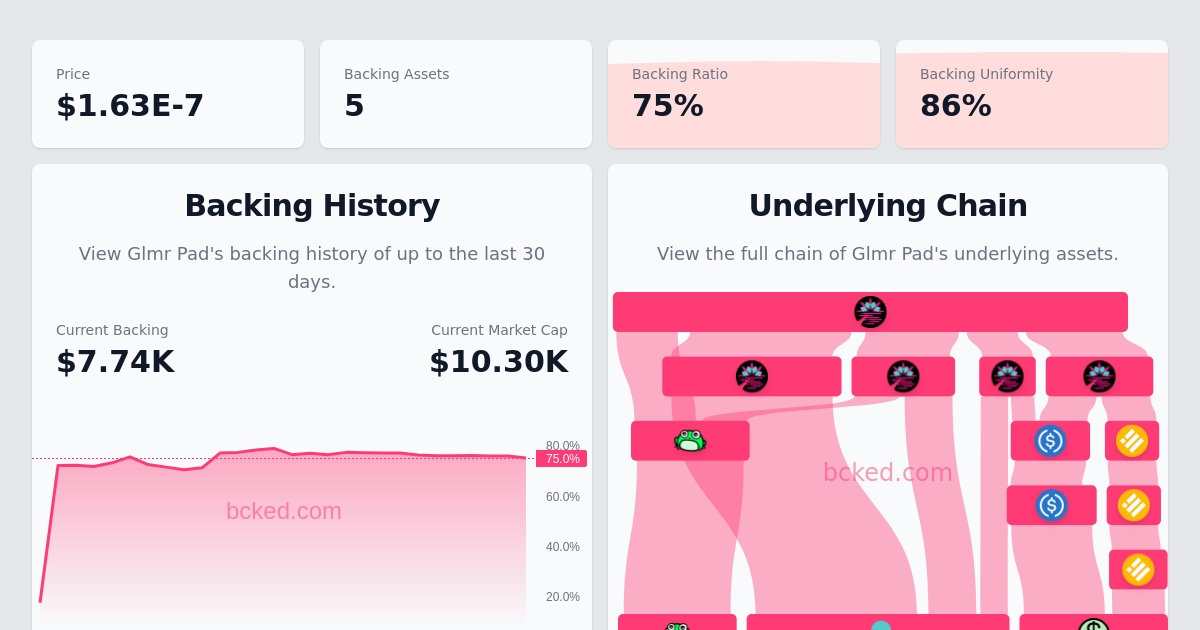 Price
$1.63E-7
Backing Assets
5
Backing Ratio
75%
Backing Uniformity
86%
Backing History
View Glmr Pad's backing history of up to the last 30
days.
Current Backing
$7.74K
Current Market Cap
$10.30K
80.0%
75.0%
60.0%
40.0%
20.0%
bcked.com
Underlying Chain
View the full chain of Glmr Pad's underlying assets.
bcked.com